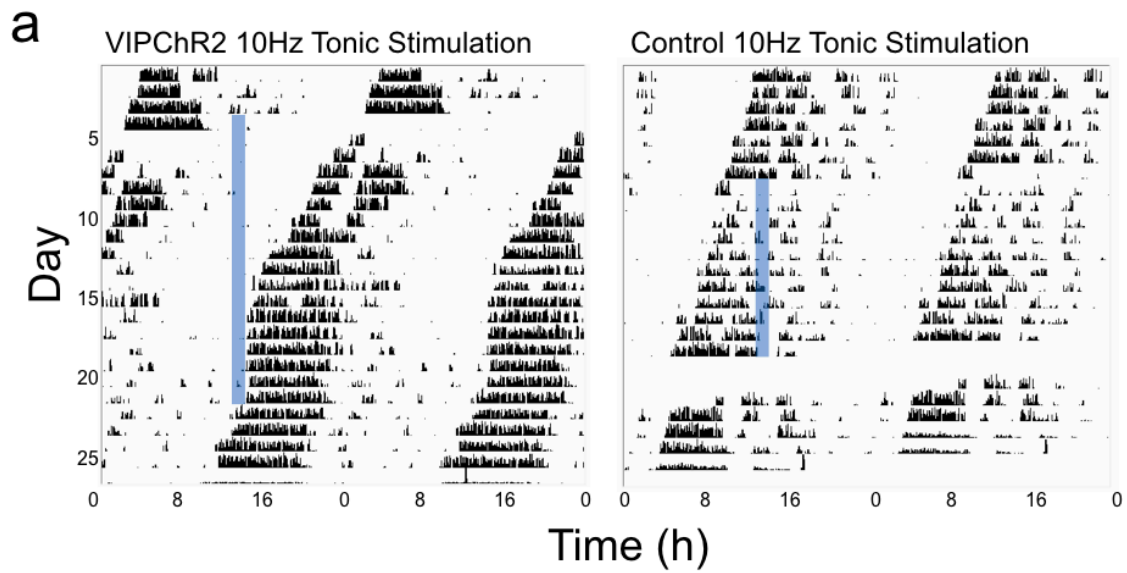 a
VIPChR2 10Hz Tonic Stimulation
Control 10Hz Tonic Stimulation
Day
5
10
15
20
25
0 8 16 0 8 16 0
0 8 16 0 8 16 0
Time (h)